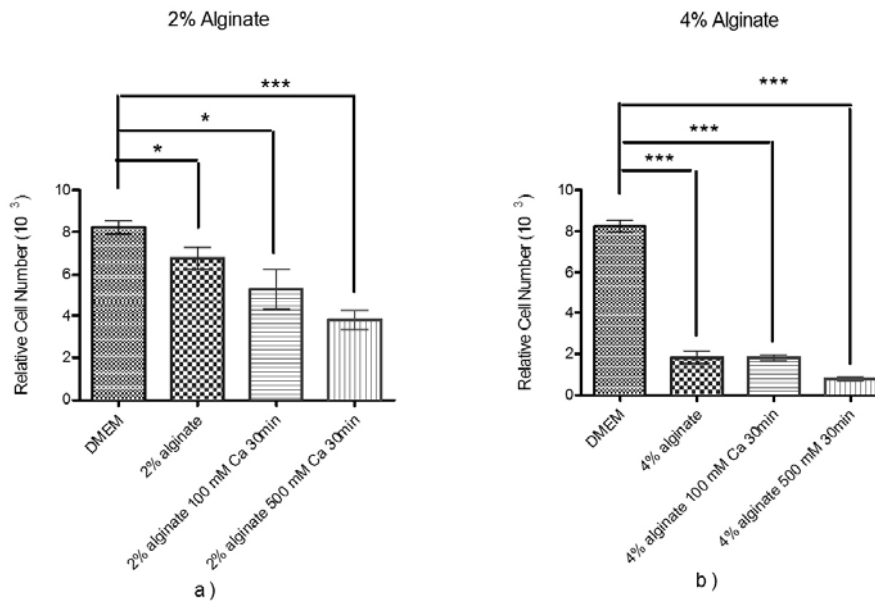 2% Alginate
***
*
*
Relative Cell Number (10 3)
10
8
6
4
2
0
DMEM
2% alginate
2% alginate 100 mM Ca 30min
2% alginate 500 mM Ca 30min
a )
4% Alginate
***
***
***
Relative Cell Number (10 3)
10
8
6
4
2
0
DMEM
4% alginate
4% alginate 100 mM Ca 30min
4% alginate 500 mM 30min
b )